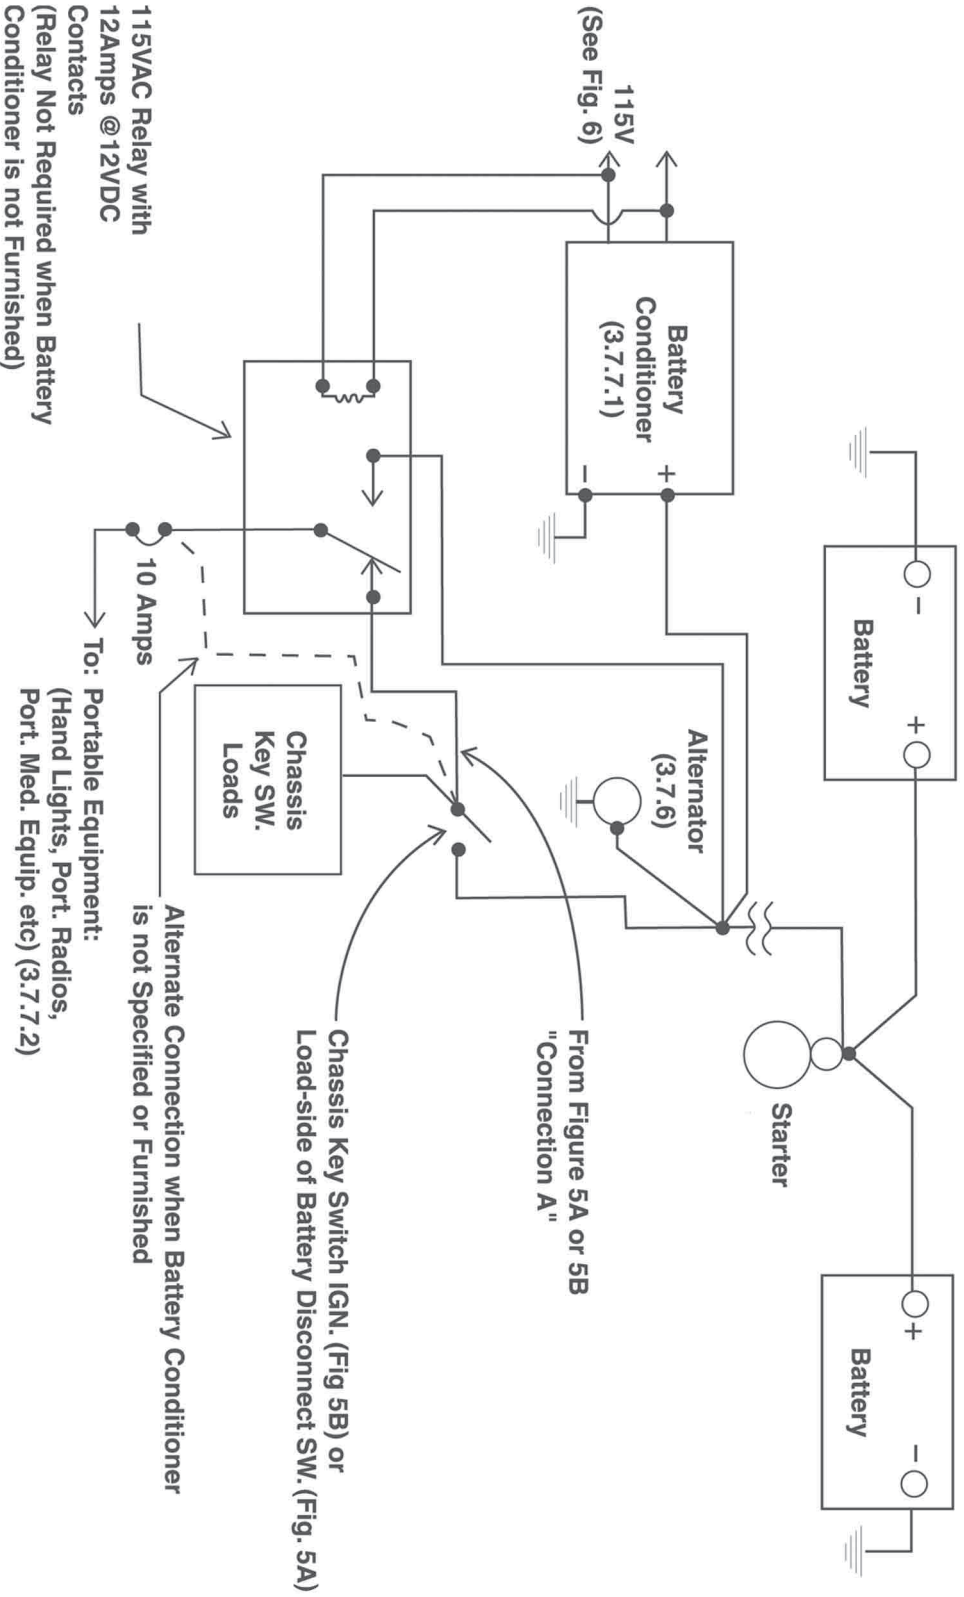 Battery
− +
Battery
+ −
Starter
115V
(See Fig. 6)
Battery
Conditioner
(3.7.7.1)
+
−
Alternator
(3.7.6)
From Figure 5A or 5B
"Connection A"
Chassis Key Switch IGN. (Fig 5B) or
Load-side of Battery Disconnect SW. (Fig. 5A)
Chassis
Key SW.
Loads
Alternate Connection when Battery Conditioner
is not Specified or Furnished
10 Amps
To: Portable Equipment:
(Hand Lights, Port. Radios,
Port. Med. Equip. etc) (3.7.7.2)
115VAC Relay with
12Amps @12VDC
Contacts
(Relay Not Required when Battery
Conditioner is not Furnished)